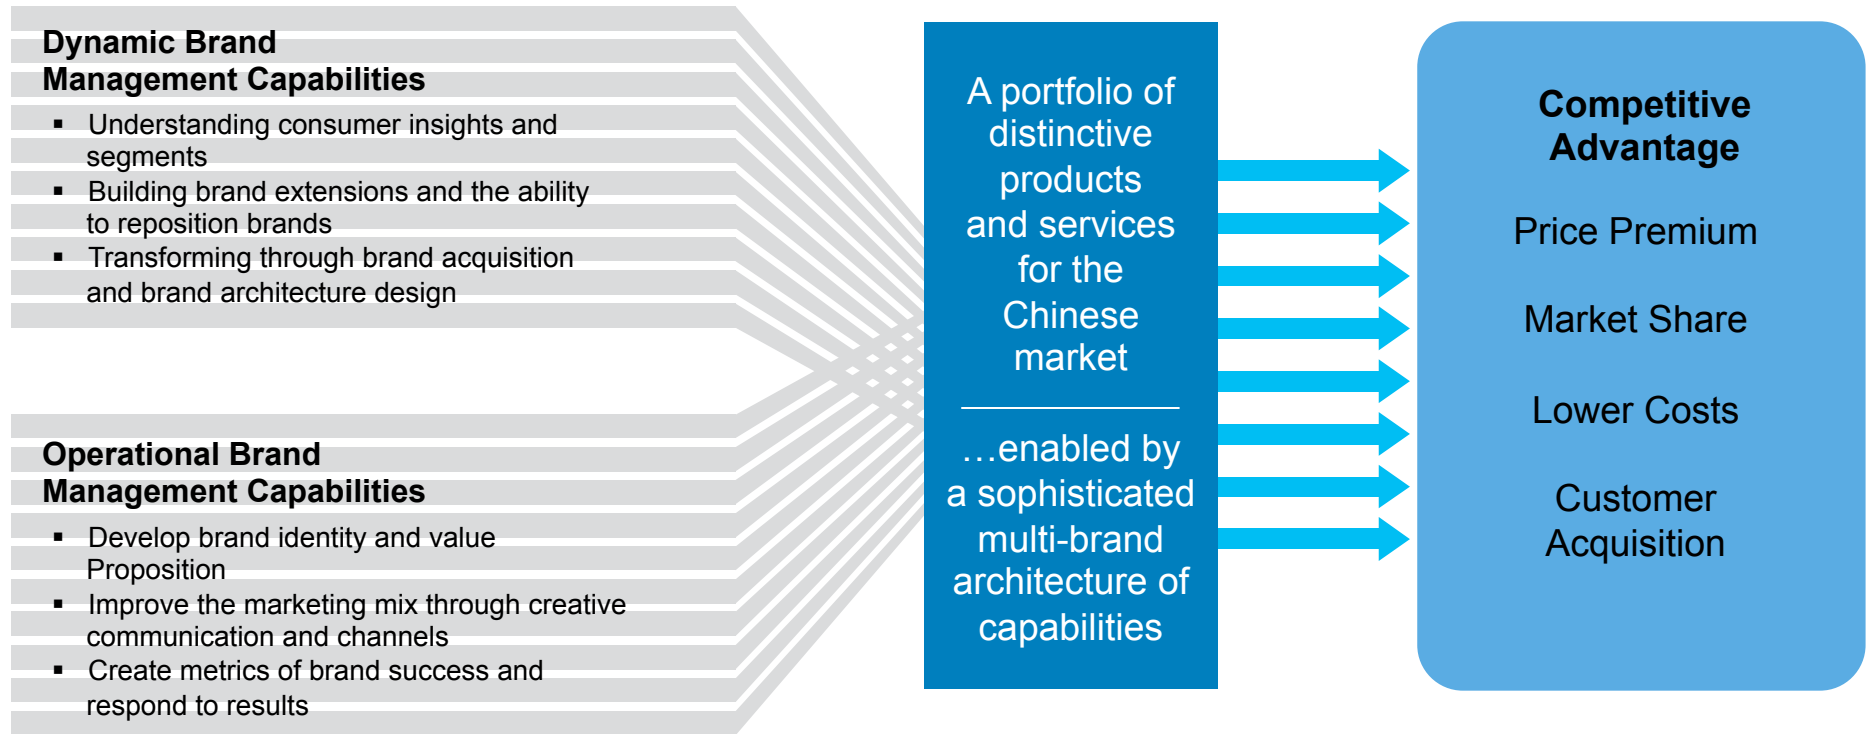 Dynamic Brand
Management Capabilities
▪ Understanding consumer insights and
segments
▪ Building brand extensions and the ability
to reposition brands
▪ Transforming through brand acquisition
and brand architecture design
Operational Brand
Management Capabilities
▪ Develop brand identity and value
Proposition
▪ Improve the marketing mix through creative
communication and channels
▪ Create metrics of brand success and
respond to results
A portfolio of
distinctive
products
and services
for the
Chinese
market
…enabled by
a sophisticated
multi-brand
architecture of
capabilities
Competitive
Advantage
Price Premium
Market Share
Lower Costs
Customer
Acquisition